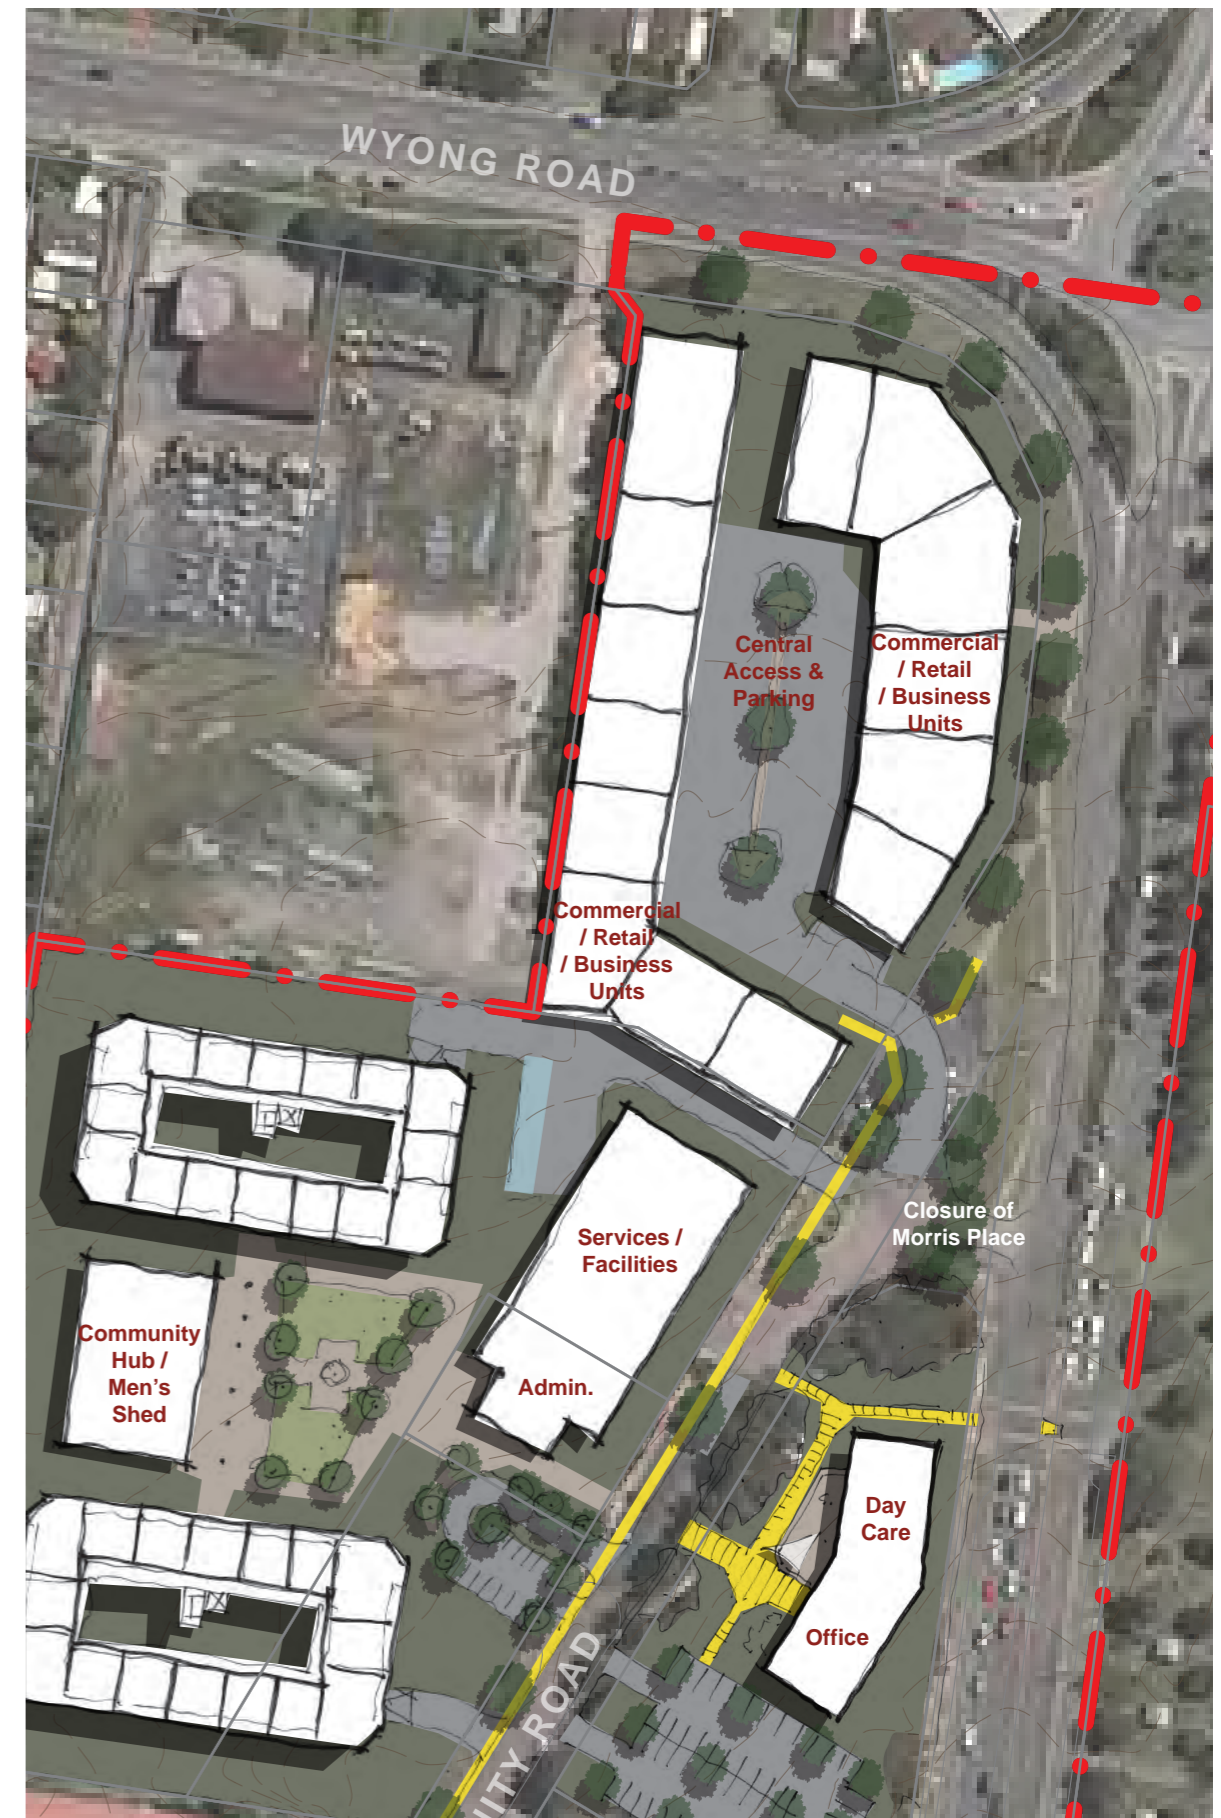 WYONG ROAD
Central
Access &
Parking
Commercial
/ Retail
/ Business
Units
Commercial
/ Retail
/ Business
Units
Closure of
Morris Place
Services /
Facilities
Community
Hub /
Men's
Shed
Admin.
Day
Care
Office
ITY ROAD